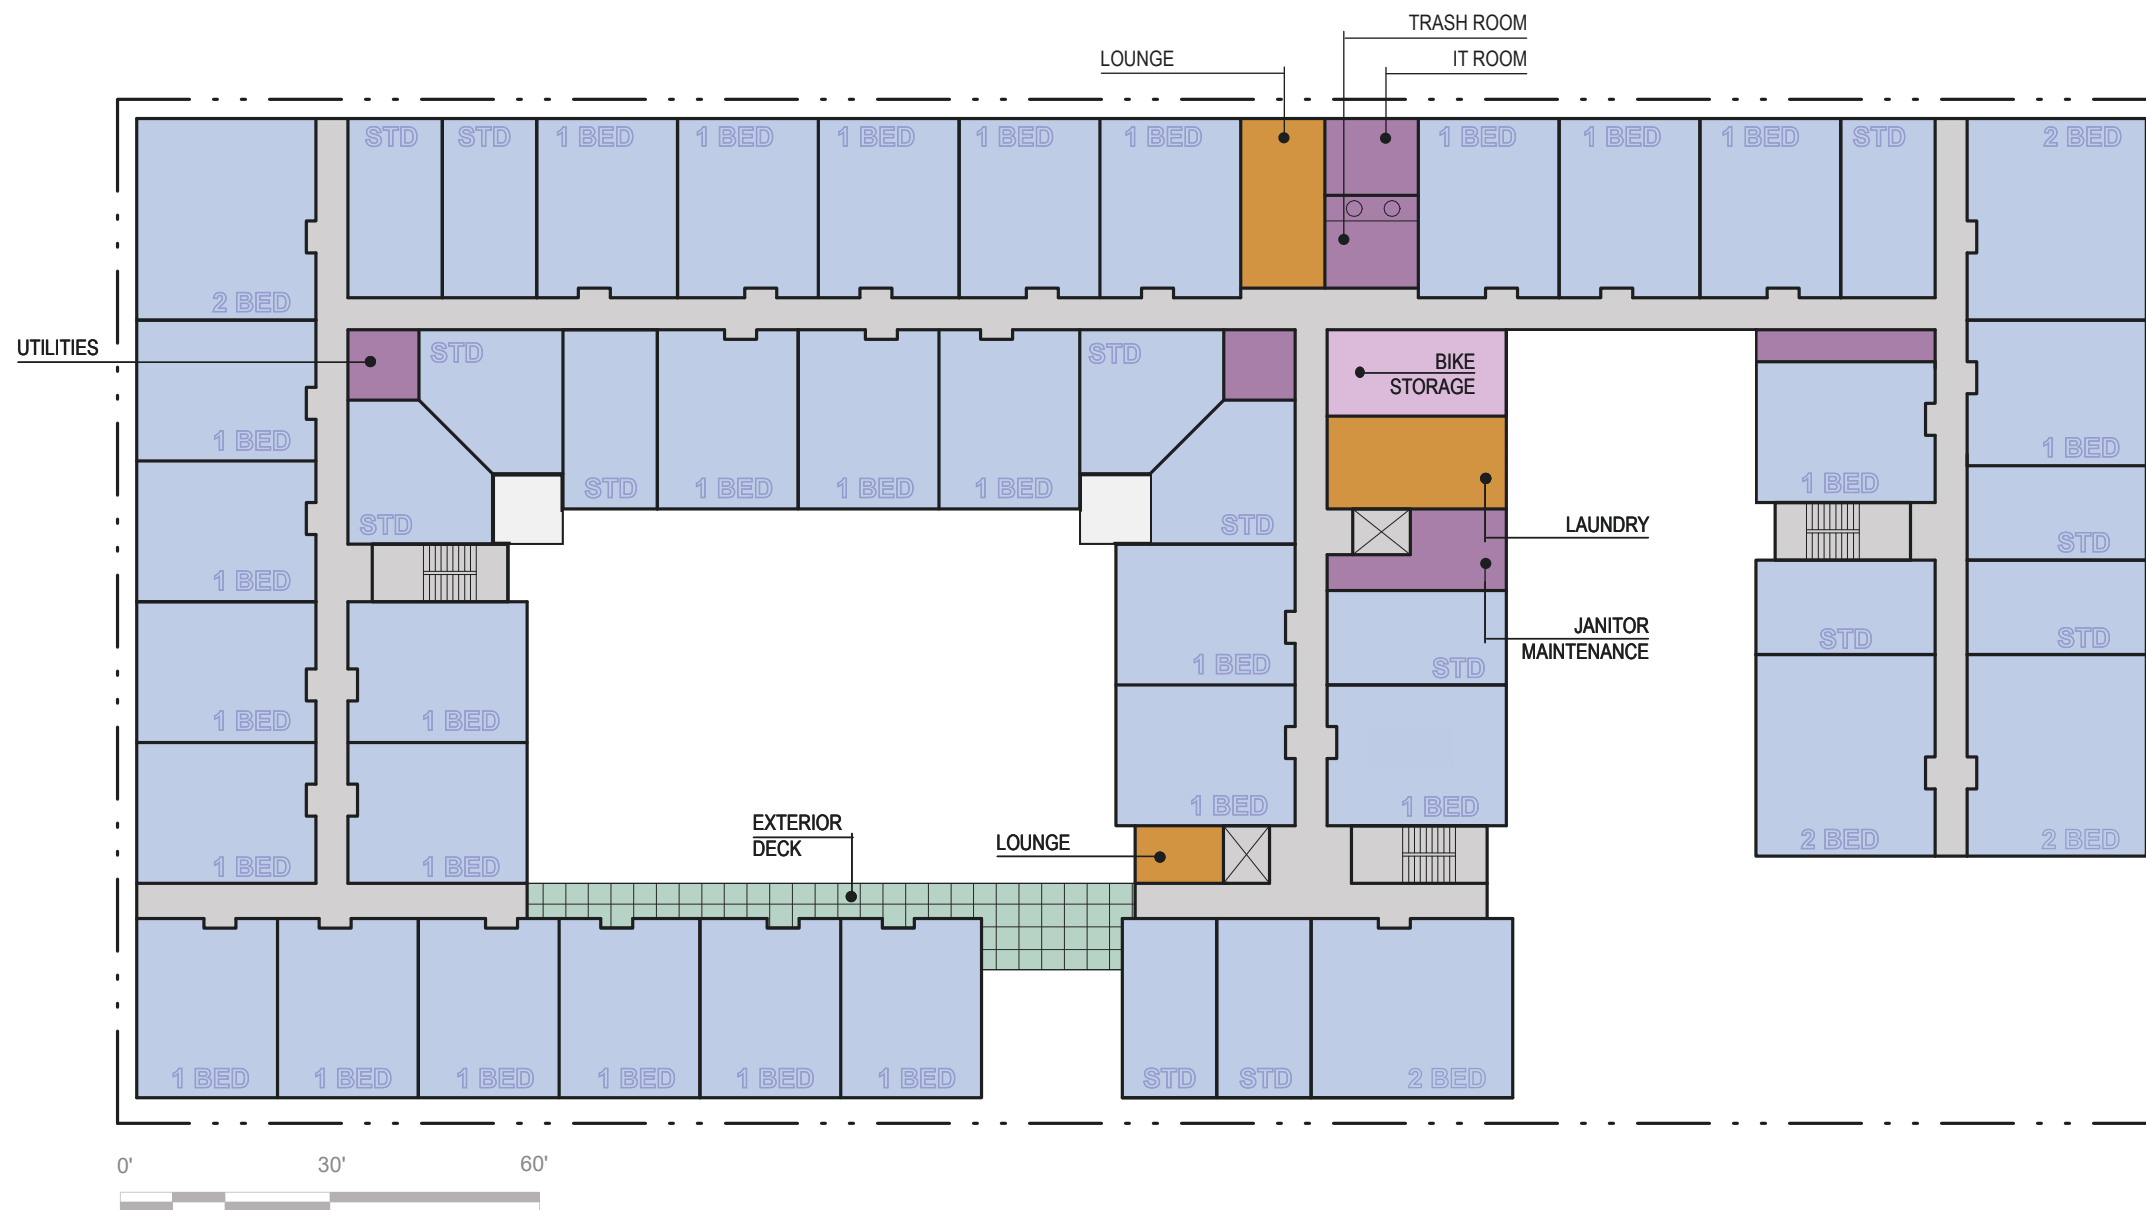 TRASH ROOM
LOUNGE IT ROOM
STD STD 1 BED 1 BED 1 BED 1 BED 1 BED 1 BED 1 BED 1 BED STD 2 BED
2 BED
UTILITIES STD STD BIKE
STORAGE
1 BED 1 BED
STD 1 BED 1 BED 1 BED 1 BED
STD STD LAUNDRY
STD
1 BED
JANITOR
STD STD
MAINTENANCE
1 BED STD
1 BED 1 BED
1 BED 1 BED
EXTERIOR
DECK
LOUNGE
2 BED 2 BED
1 BED 1 BED
1 BED 1 BED 1 BED 1 BED 1 BED 1 BED STD STD 2 BED
0' 30' 60'